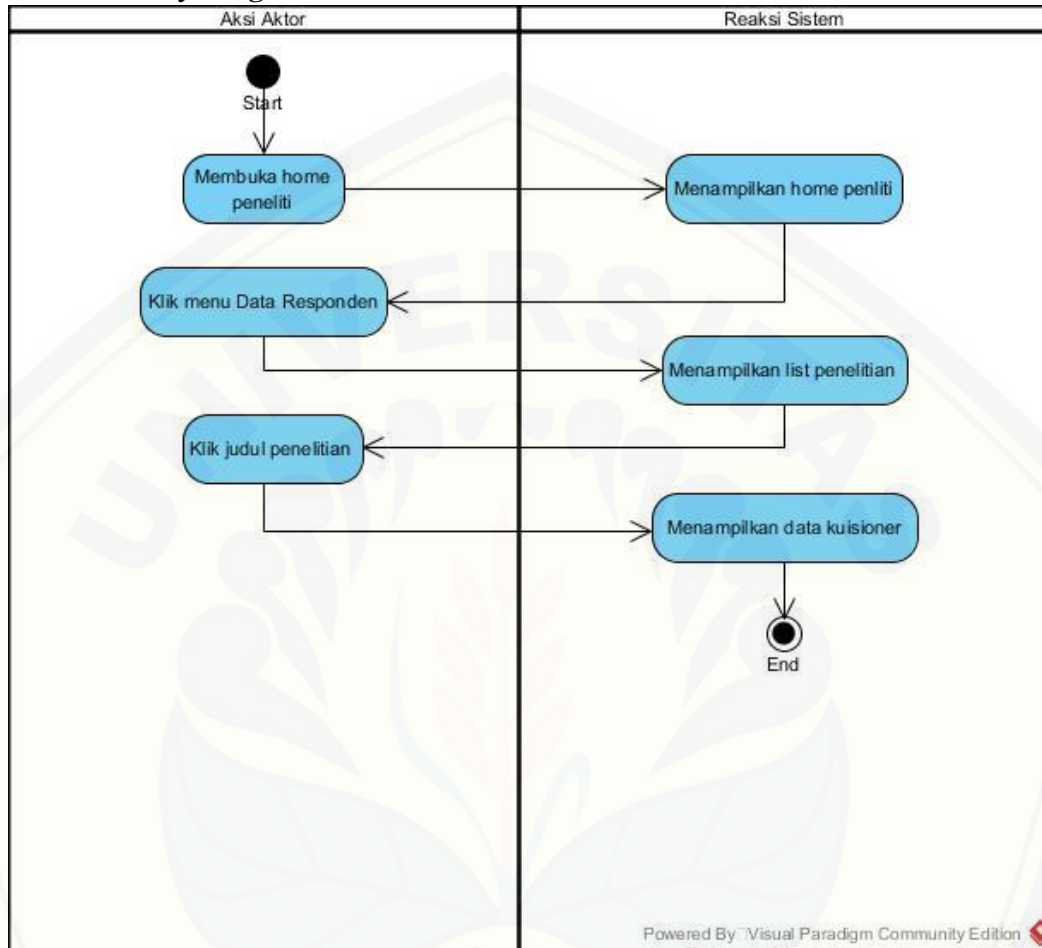 Aksi Aktor
Reaksi Sistem
Start
Membuka home
peneliti
Menampilkan home penliti
Klik menu Data Responden
Menampilkan list penelitian
Klik judul penelitian
Menampilkan data kuisioner
End
UNIVERSITAS
Powered By Visual Paradigm Community Edition